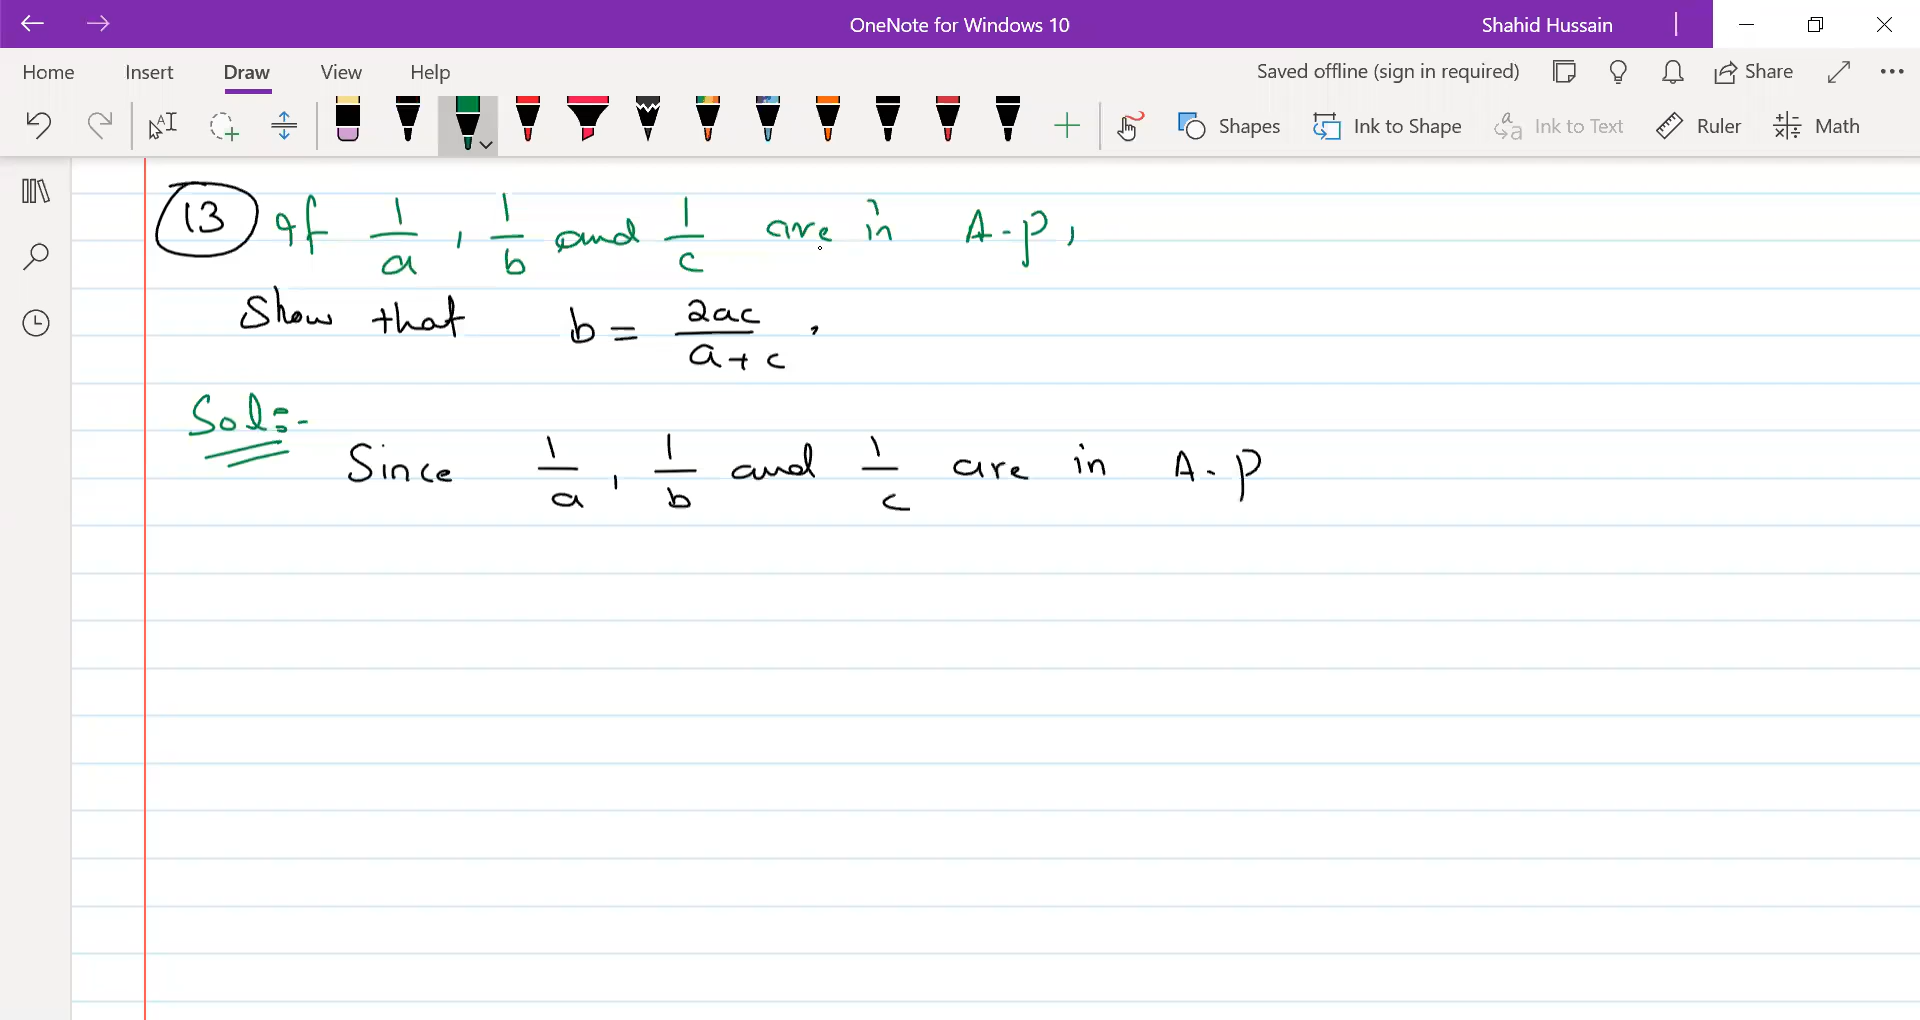 OneNote for Windows 10 Shahid Hussain
Home Insert Draw View Help Saved offline (sign in required) Share
Shapes Ink to Shape Ink to Text Ruler Math
13 If 1/a , 1/b and 1/c are in A.P,
Show that b = 2ac/(a+c) .
Sol:-
Since 1/a , 1/b and 1/c are in A.P